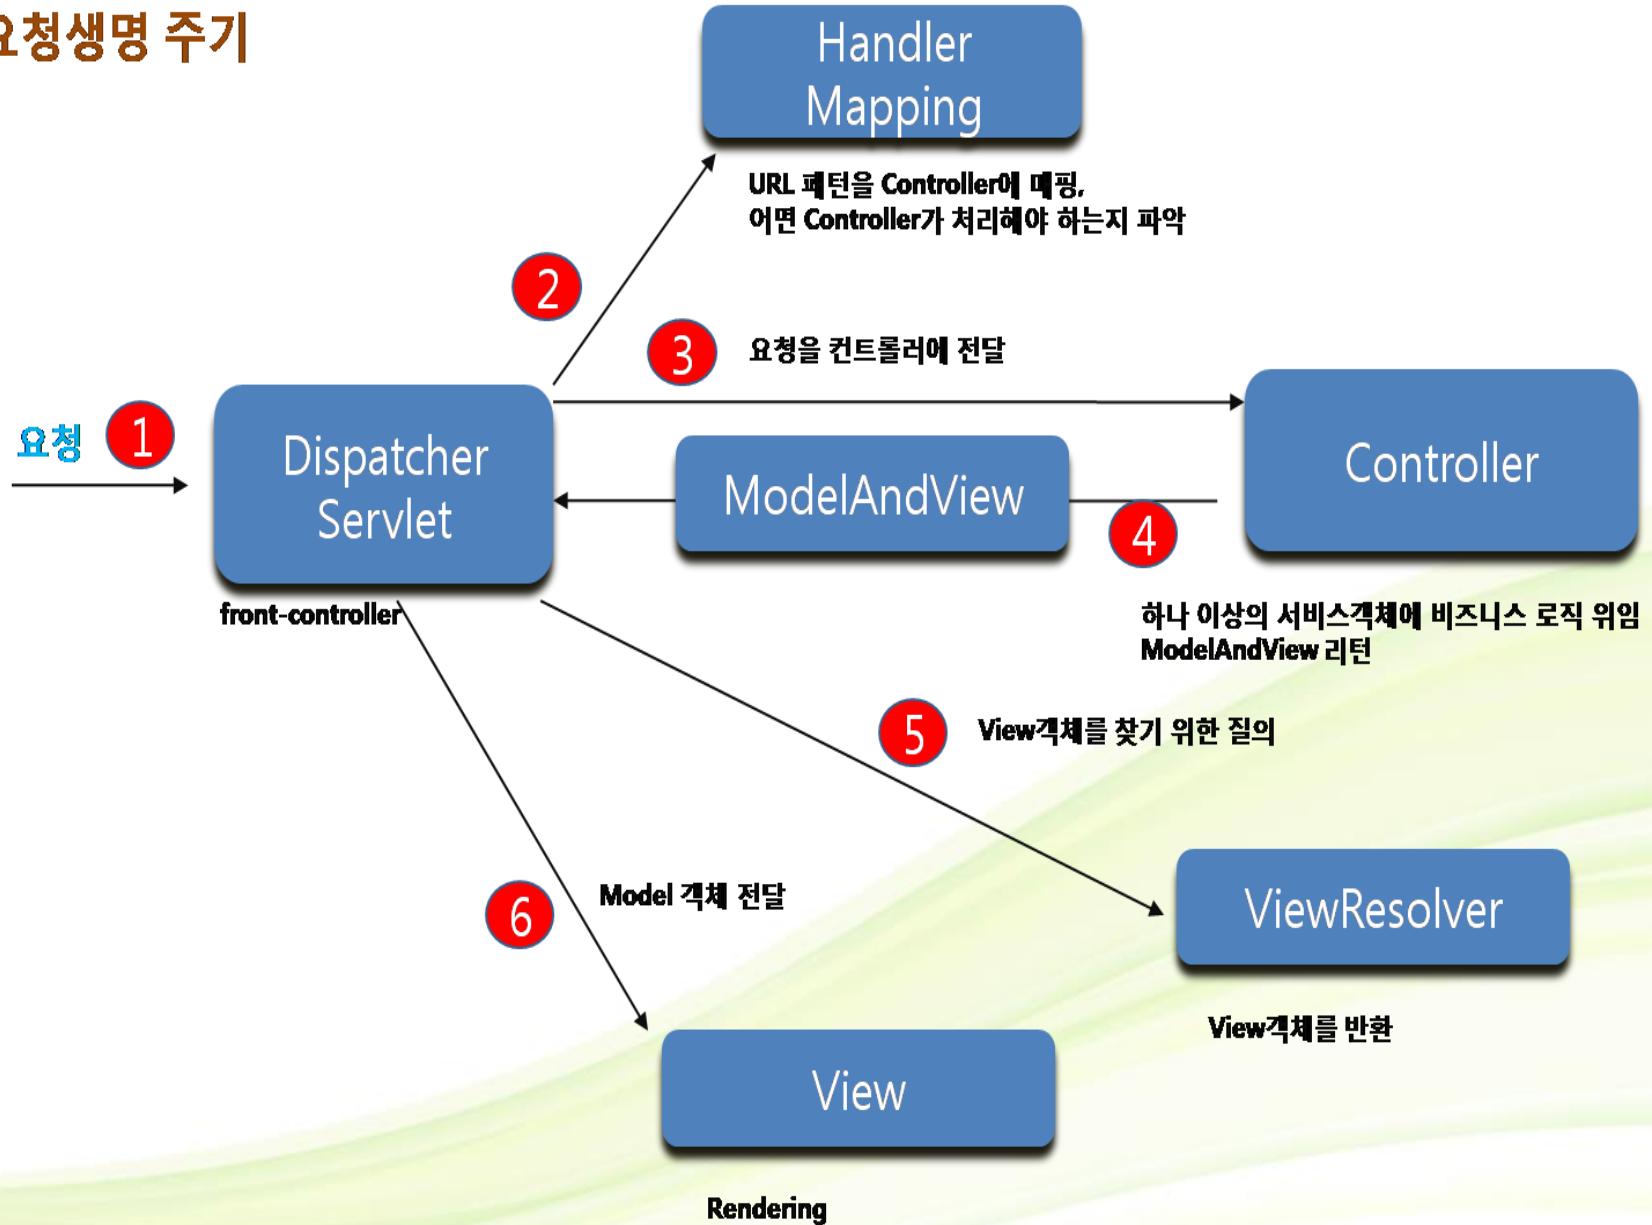 요청생명 주기
Handler
Mapping
URL 패턴을 Controller에 매핑,
어떤 Controller가 처리해야 하는지 파악
2
3
요청을 컨트롤러에 전달
요청
1
Dispatcher
Servlet
front-controller
ModelAndView
4
Controller
하나 이상의 서비스객체에 비즈니스 로직 위임
ModelAndView 리턴
5
View객체를 찾기 위한 질의
6
Model 객체 전달
ViewResolver
View객체를 반환
View
Rendering